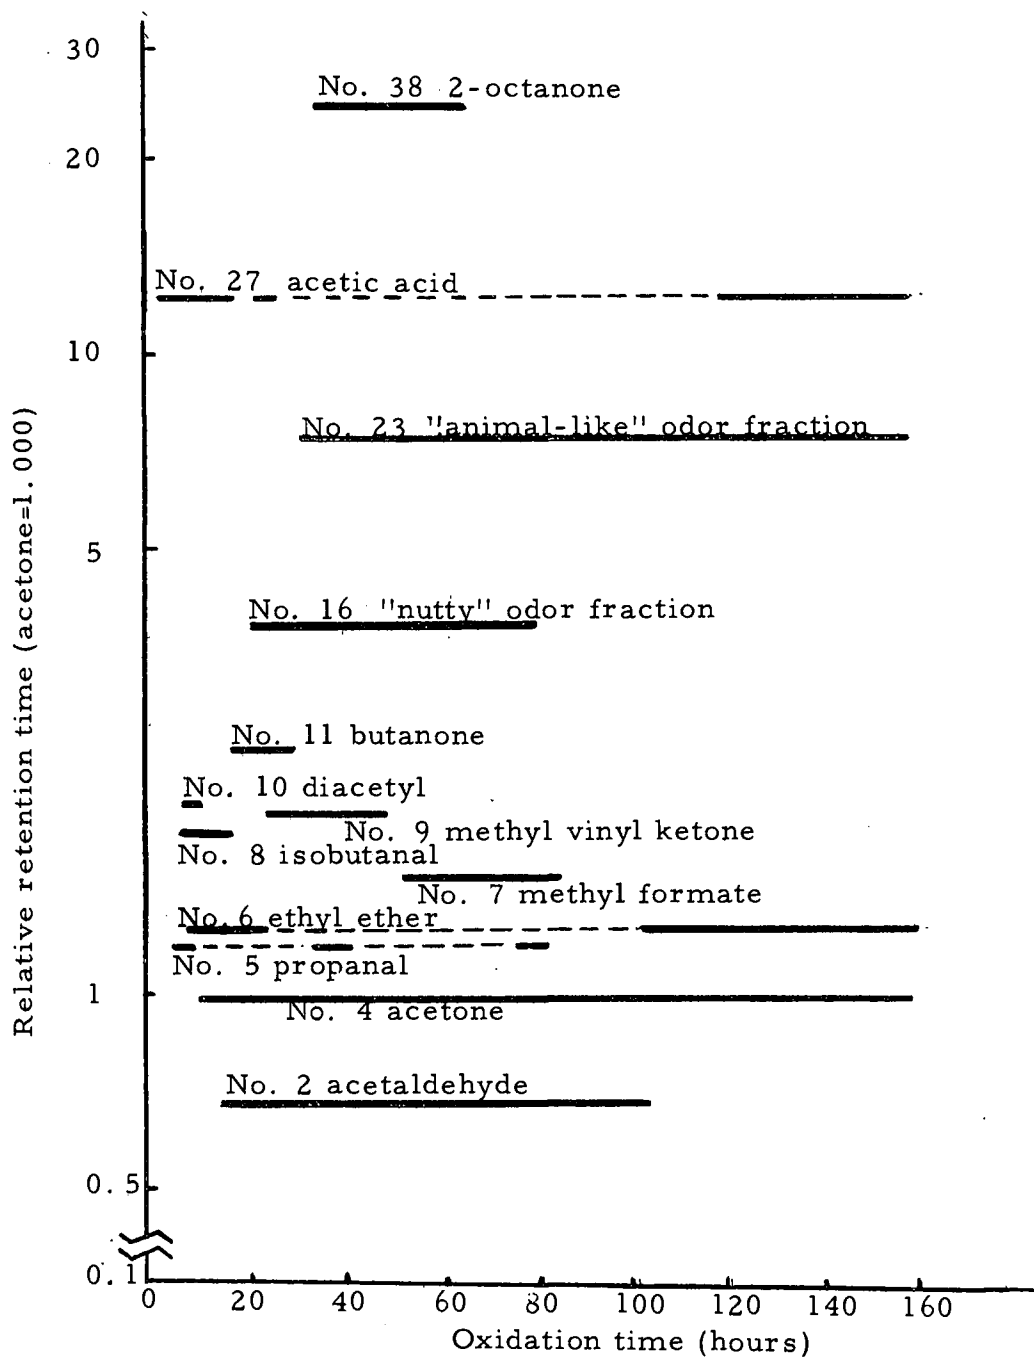 30
No. 38 2-octanone
20
No. 27 acetic acid
10
No. 23 "animal-like" odor fraction
5
No. 16 "nutty" odor fraction
No. 11 butanone
No. 10 diacetyl
No. 9 methyl vinyl ketone
No. 8 isobutanal
No. 7 methyl formate
No. 6 ethyl ether
No. 5 propanal
1
No. 4 acetone
No. 2 acetaldehyde
0.5
0.1
0 20 40 60 80 100 120 140 160
Oxidation time (hours)
Relative retention time (acetone=1.000)